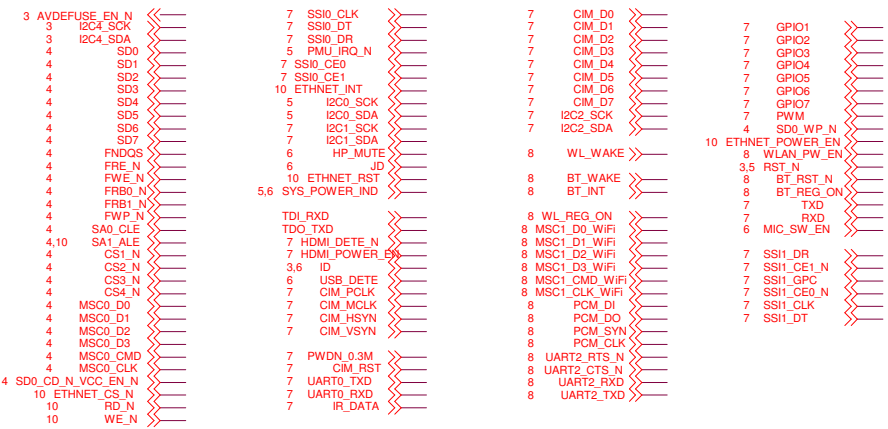 3 AVDEFUSE_EN_N
3 I2C4_SCK
3 I2C4_SDA
4 SD0
4 SD1
4 SD2
4 SD3
4 SD4
4 SD5
4 SD6
4 SD7
4 FNDQS
4 FRE_N
4 FWE_N
4 FRB0_N
4 FRB1_N
4 FWP_N
4 SA0_CLE
4,10 SA1_ALE
4 CS1_N
4 CS2_N
4 CS3_N
4 CS4_N
4 MSC0_D0
4 MSC0_D1
4 MSC0_D2
4 MSC0_D3
4 MSC0_CMD
4 MSC0_CLK
4 SD0_CD_N_VCC_EN_N
10 ETHNET_CS_N
10 RD_N
10 WE_N
7 SSI0_CLK
7 SSI0_DT
7 SSI0_DR
5 PMU_IRQ_N
7 SSI0_CE0
7 SSI0_CE1
10 ETHNET_INT
5 I2C0_SCK
5 I2C0_SDA
7 I2C1_SCK
7 I2C1_SDA
6 HP_MUTE
6 JD
10 ETHNET_RST
5,6 SYS_POWER_IND
TDI_RXD
TDO_TXD
7 HDMI_DETE_N
7 HDMI_POWER_EN
3,6 ID
6 USB_DETE
7 CIM_PCLK
7 CIM_MCLK
7 CIM_HSYN
7 CIM_VSYN
7 PWDN_0.3M
7 CIM_RST
7 UART0_TXD
7 UART0_RXD
7 IR_DATA
7 CIM_D0
7 CIM_D1
7 CIM_D2
7 CIM_D3
7 CIM_D4
7 CIM_D5
7 CIM_D6
7 CIM_D7
7 I2C2_SCK
7 I2C2_SDA
8 WL_WAKE
8 BT_WAKE
8 BT_INT
8 WL_REG_ON
8 MSC1_D0_WiFi
8 MSC1_D1_WiFi
8 MSC1_D2_WiFi
8 MSC1_D3_WiFi
8 MSC1_CMD_WiFi
8 MSC1_CLK_WiFi
8 PCM_DI
8 PCM_DO
8 PCM_SYN
8 PCM_CLK
8 UART2_RTS_N
8 UART2_CTS_N
8 UART2_RXD
8 UART2_TXD
7 GPIO1
7 GPIO2
7 GPIO3
7 GPIO4
7 GPIO5
7 GPIO6
7 GPIO7
7 PWM
4 SD0_WP_N
10 ETHNET_POWER_EN
8 WLAN_PW_EN
3,5 RST_N
8 BT_RST_N
8 BT_REG_ON
7 TXD
7 RXD
6 MIC_SW_EN
7 SSI1_DR
7 SSI1_CE1_N
7 SSI1_GPC
7 SSI1_CE0_N
7 SSI1_CLK
7 SSI1_DT